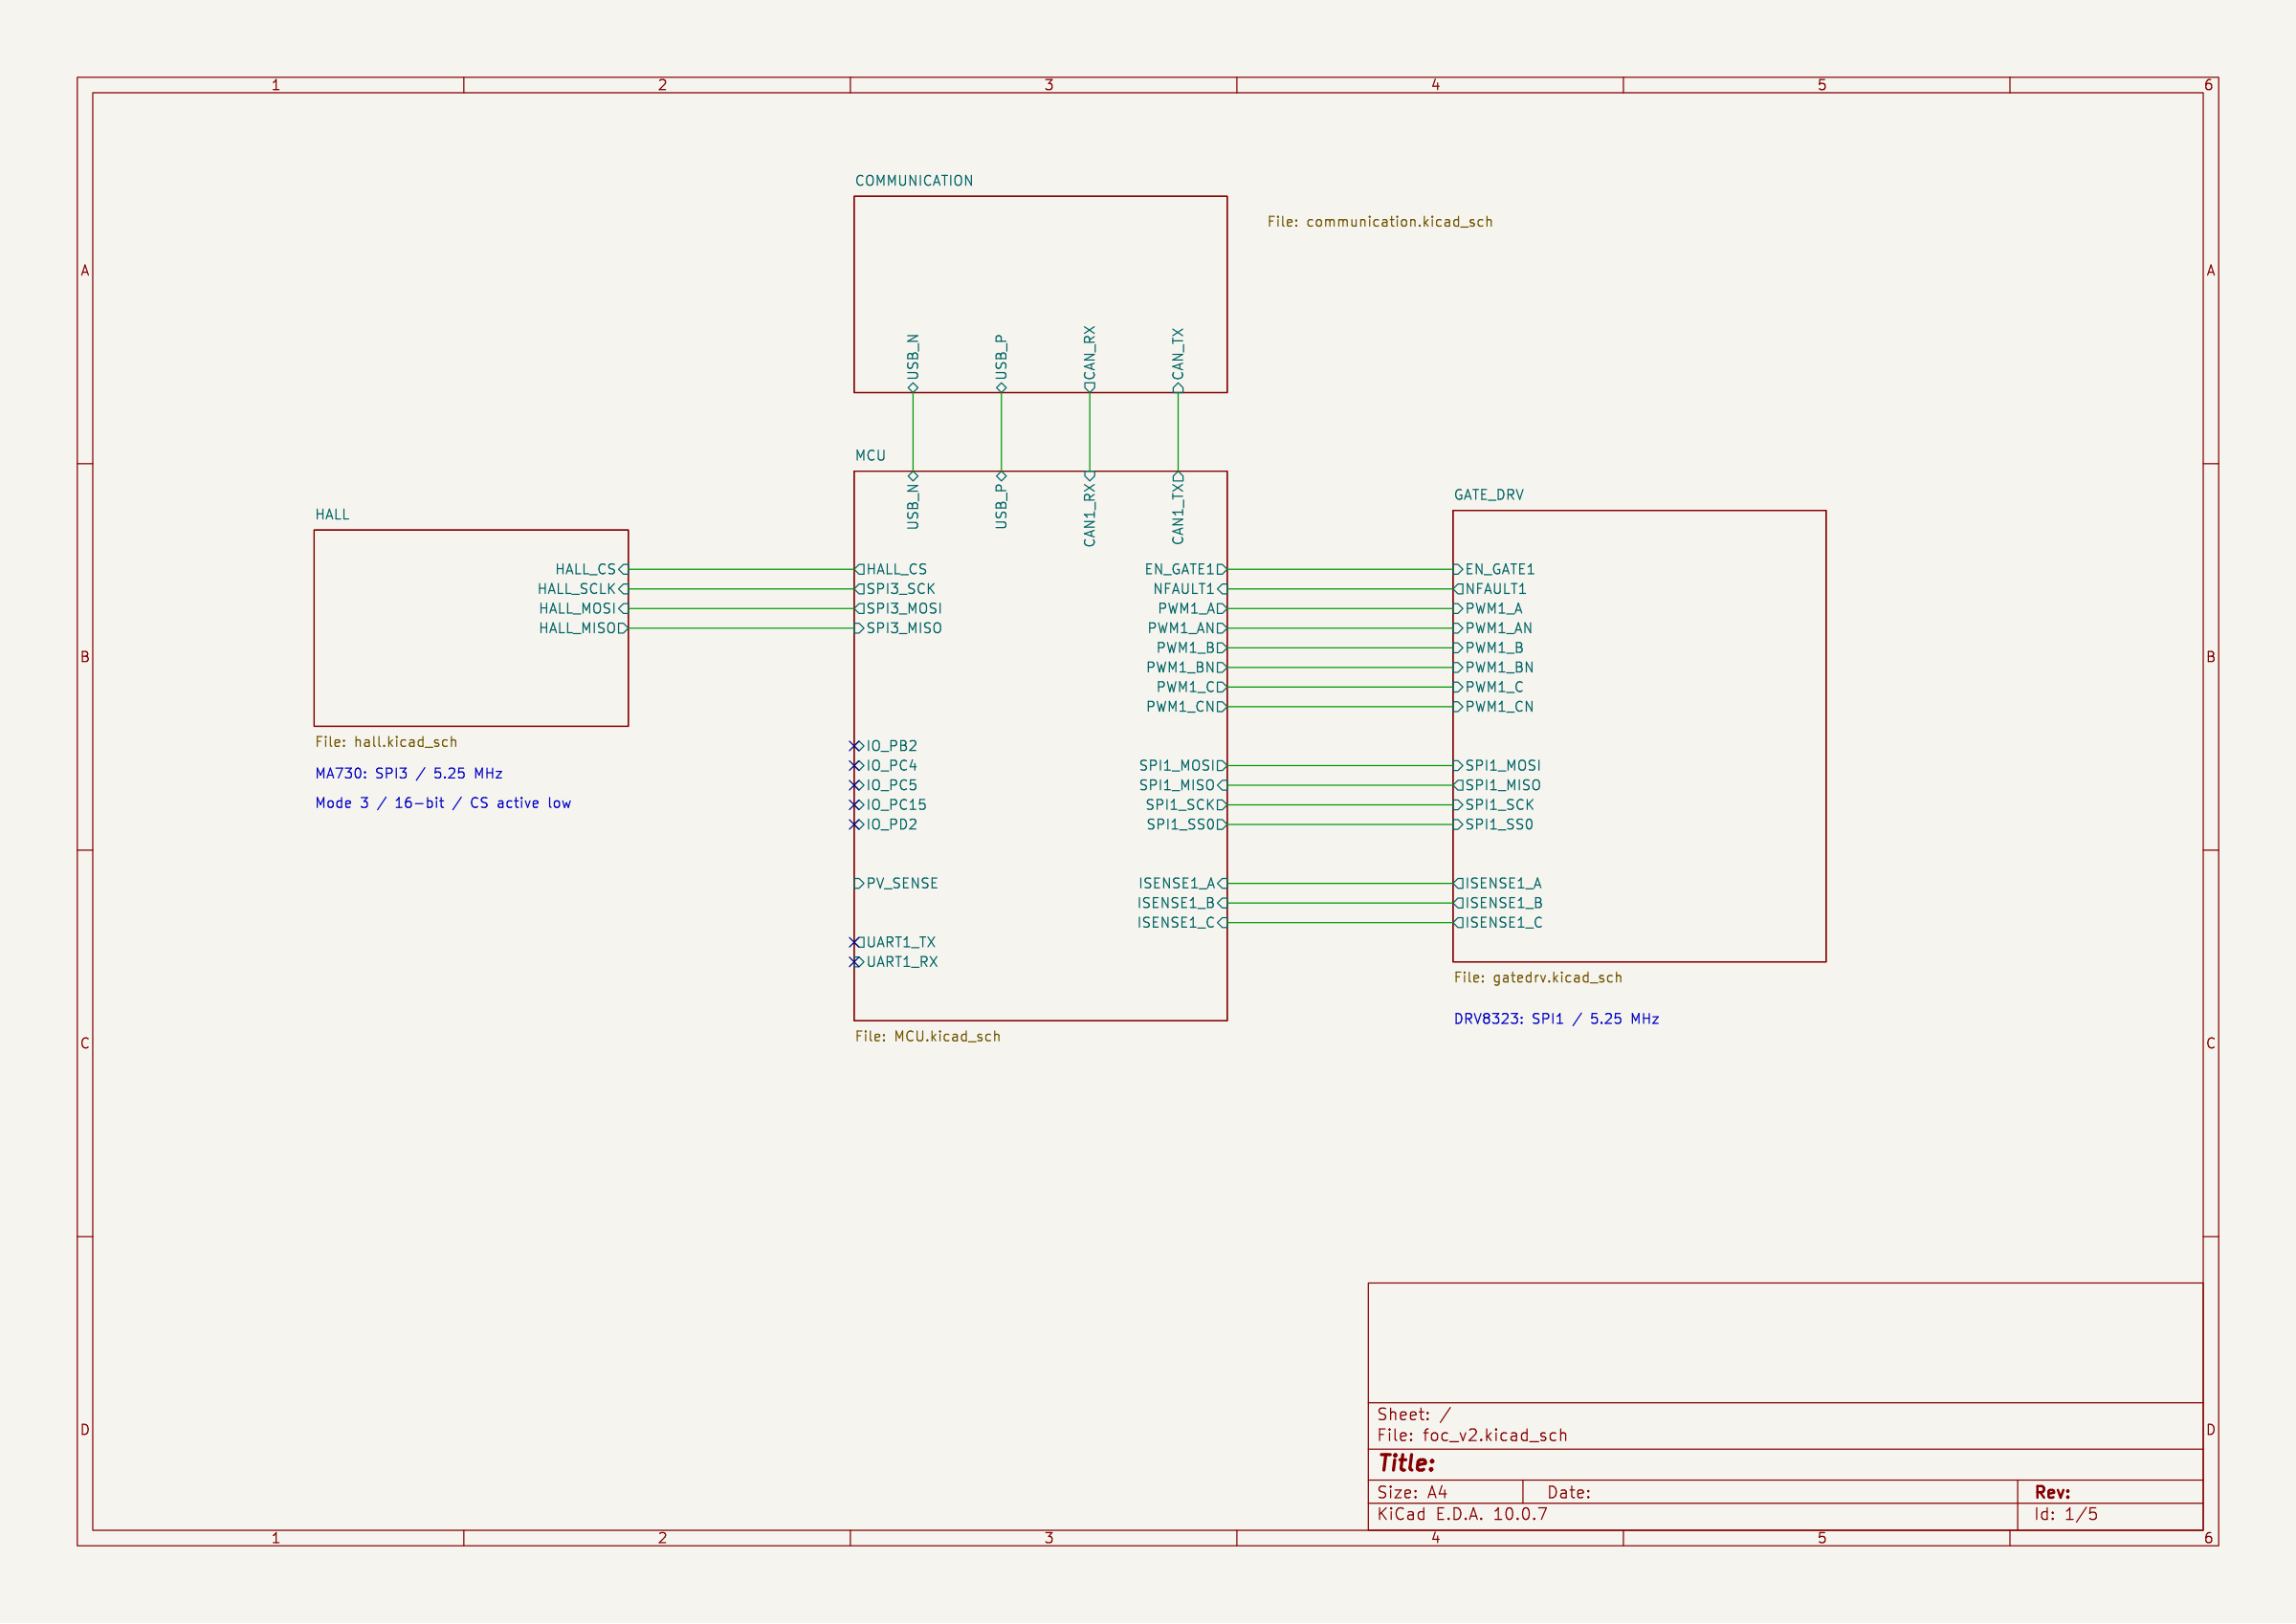 1 2 3 4 5 6
A A
B B
C C
D D
COMMUNICATION
File: communication.kicad_sch
USB_N
USB_P
CAN_RX
CAN_TX
MCU
USB_N
USB_P
CAN1_RX
CAN1_TX
HALL
HALL_CS
HALL_SCLK
HALL_MOSI
HALL_MISO
File: hall.kicad_sch
MA730: SPI3 / 5.25 MHz
Mode 3 / 16-bit / CS active low
HALL_CS
SPI3_SCK
SPI3_MOSI
SPI3_MISO
IO_PB2
IO_PC4
IO_PC5
IO_PC15
IO_PD2
PV_SENSE
UART1_TX
UART1_RX
EN_GATE1
NFAULT1
PWM1_A
PWM1_AN
PWM1_B
PWM1_BN
PWM1_C
PWM1_CN
SPI1_MOSI
SPI1_MISO
SPI1_SCK
SPI1_SS0
ISENSE1_A
ISENSE1_B
ISENSE1_C
File: MCU.kicad_sch
GATE_DRV
EN_GATE1
NFAULT1
PWM1_A
PWM1_AN
PWM1_B
PWM1_BN
PWM1_C
PWM1_CN
SPI1_MOSI
SPI1_MISO
SPI1_SCK
SPI1_SS0
ISENSE1_A
ISENSE1_B
ISENSE1_C
File: gatedrv.kicad_sch
DRV8323: SPI1 / 5.25 MHz
Sheet: /
File: foc_v2.kicad_sch
Title:
Size: A4 Date: Rev:
KiCad E.D.A. 10.0.7 Id: 1/5
1 2 3 4 5 6